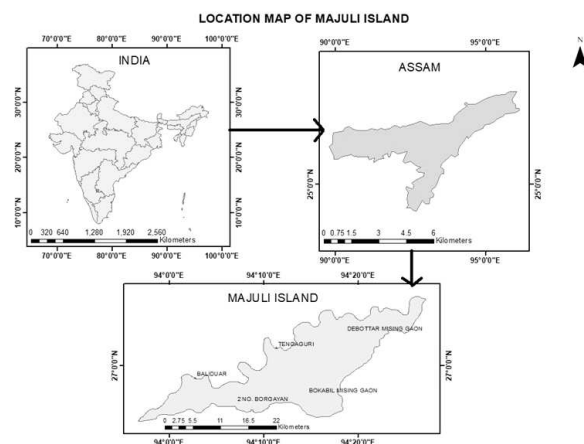 LOCATION MAP OF MAJULI ISLAND
N
70°0'0"E 80°0'0"E 90°0'0"E 100°0'0"E
INDIA
30°0'0"N
20°0'0"N
10°0'0"N
30°0'0"N
20°0'0"N
10°0'0"N
0 320 640 1,280 1,920 2,560
Kilometers
70°0'0"E 80°0'0"E 90°0'0"E 100°0'0"E
90°0'0"E 95°0'0"E
ASSAM
25°0'0"N
25°0'0"N
0 0.75 1.5 3 4.5 6
Kilometers
90°0'0"E 95°0'0"E
94°0'0"E 94°10'0"E 94°20'0"E
MAJULI ISLAND
DEBOTTAR MISING GAON
TENGAGURI
BALIDUAR
BOKABIL MISING GAON
2 NO. BORGAYAN
27°0'0"N
27°0'0"N
0 2.75 5.5 11 16.5 22
Kilometers
94°0'0"E 94°10'0"E 94°20'0"E